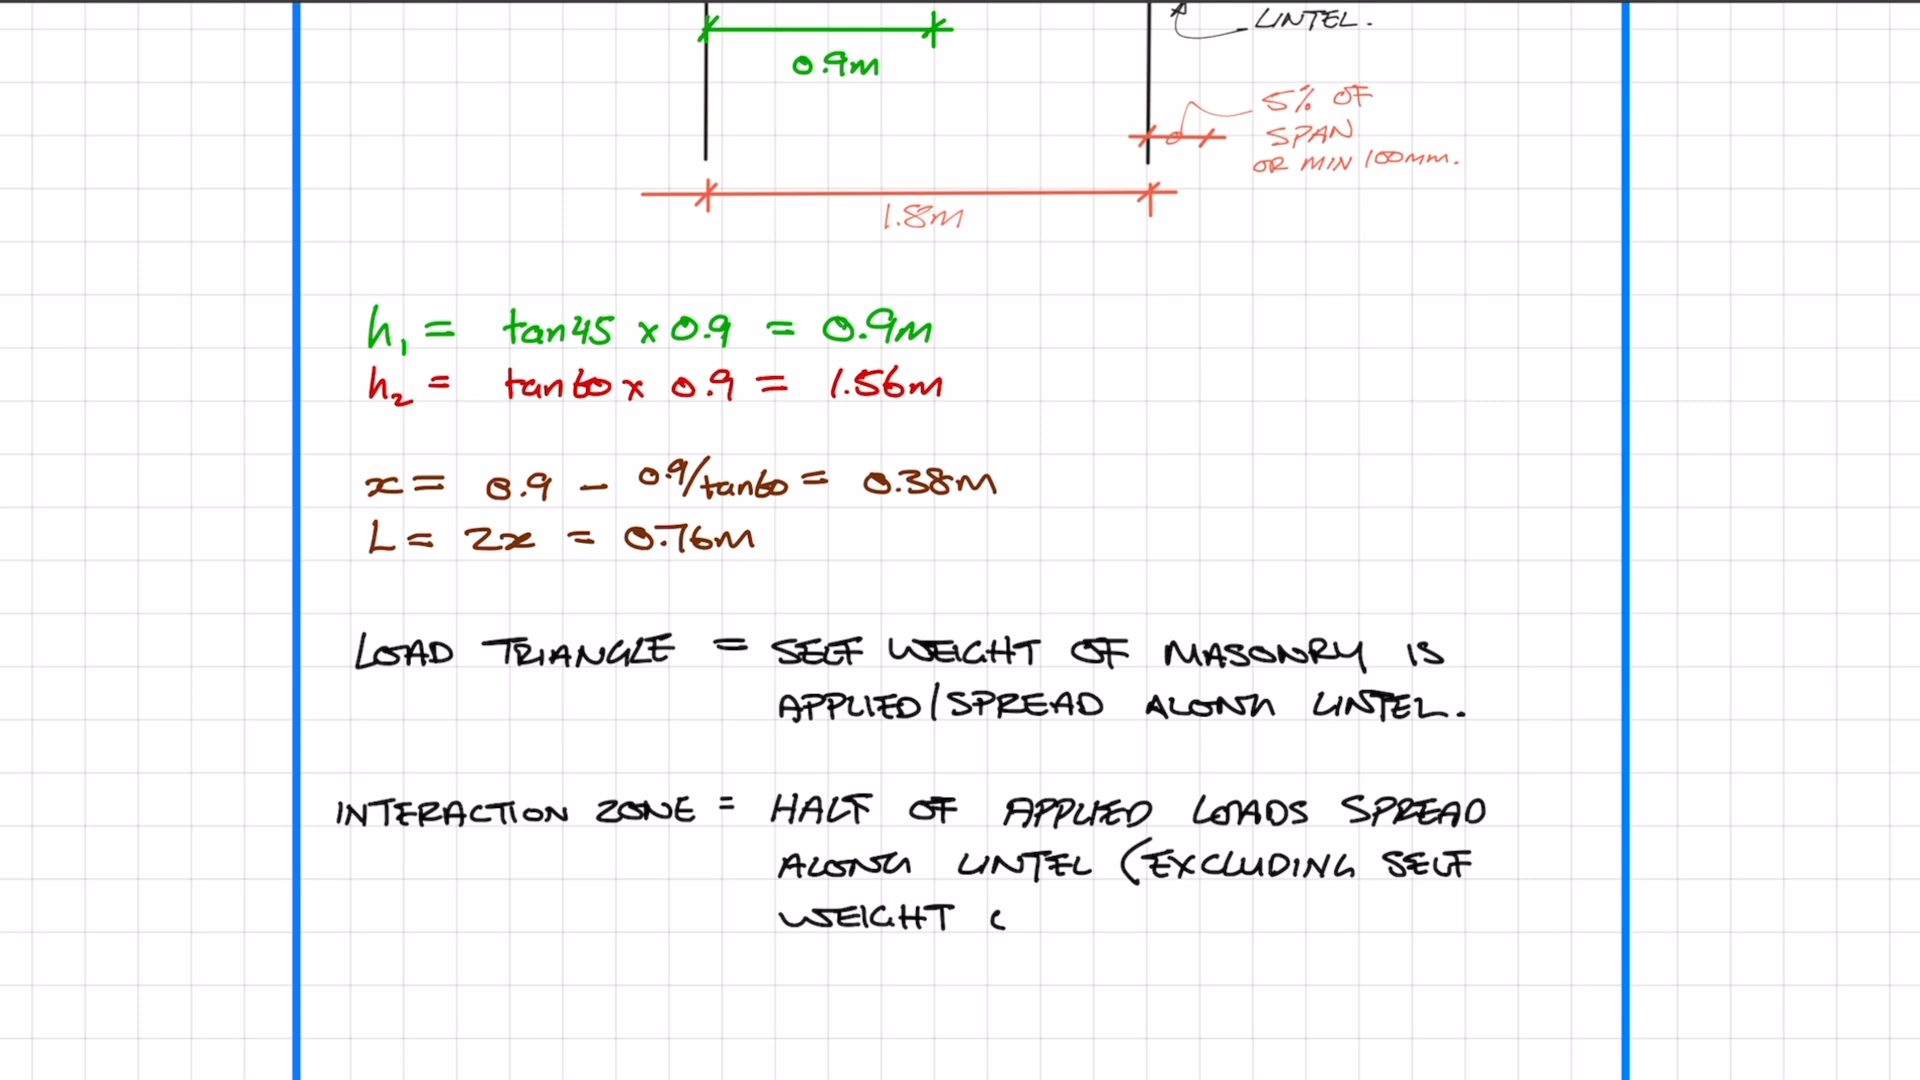 LINTEL.
0.9m
5% OF
SPAN
OR MIN 100mm.
1.8m
h₁ = tan45 x 0.9 = 0.9m
h₂ = tan60 x 0.9 = 1.56m
x = 0.9 - 0.9/tan60 = 0.38m
L = 2x = 0.76m
LOAD TRIANGLE = SELF WEIGHT OF MASONRY IS
APPLIED/SPREAD ALONG LINTEL.
INTERACTION ZONE = HALF OF APPLIED LOADS SPREAD
ALONG LINTEL (EXCLUDING SELF
WEIGHT